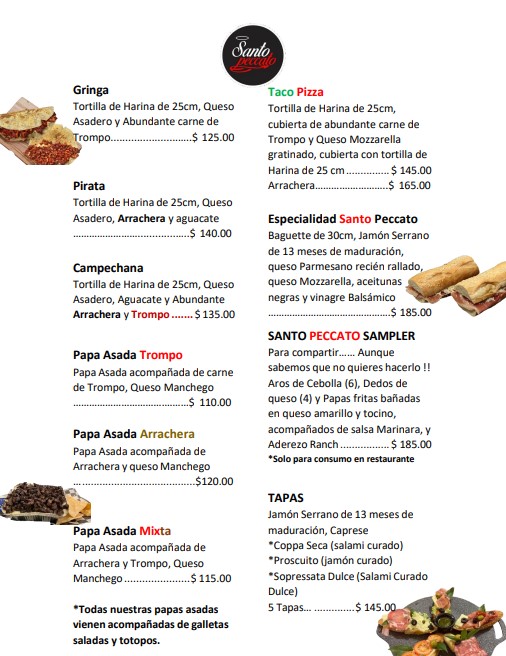 Santo
peccato
Gringa
Tortilla de Harina de 25cm, Queso
Asadero y Abundante carne de
Trompo...........................$ 125.00
Pirata
Tortilla de Harina de 25cm, Queso
Asadero, Arrachera y aguacate
……………………………............$ 140.00
Campechana
Tortilla de Harina de 25cm, Queso
Asadero, Aguacate y Abundante
Arrachera y Trompo ....... $ 135.00
Papa Asada Trompo
Papa Asada acompañada de carne
de Trompo, Queso Manchego
……………………………………$ 110.00
Papa Asada Arrachera
Papa Asada acompañada de
Arrachera y queso Manchego
.... ..................................$120.00
Papa Asada Mixta
Papa Asada acompañada de
Arrachera y Trompo, Queso
Manchego ...................... $ 115.00
*Todas nuestras papas asadas
vienen acompañadas de galletas
saladas y totopos.
Taco Pizza
Tortilla de Harina de 25cm,
cubierta de abundante carne de
Trompo y Queso Mozzarella
gratinado, cubierta con tortilla de
Harina de 25 cm ............... $ 145.00
Arrachera……………………..$ 165.00
Especialidad Santo Peccato
Baguette de 30cm, Jamón Serrano
de 13 meses de maduración,
queso Parmesano recién rallado,
queso Mozzarella, aceitunas
negras y vinagre Balsámico
………………………………………$ 185.00
SANTO PECCATO SAMPLER
Para compartir…… Aunque
sabemos que no quieres hacerlo !!
Aros de Cebolla (6), Dedos de
queso (4) y Papas fritas bañadas
en queso amarillo y tocino,
acompañados de salsa Marinara, y
Aderezo Ranch ................. $ 185.00
*Solo para consumo en restaurante
TAPAS
Jamón Serrano de 13 meses de
maduración, Caprese
*Coppa Seca (salami curado)
*Proscuito (jamón curado)
*Sopressata Dulce (Salami Curado
Dulce)
5 Tapas… ..............$ 145.00